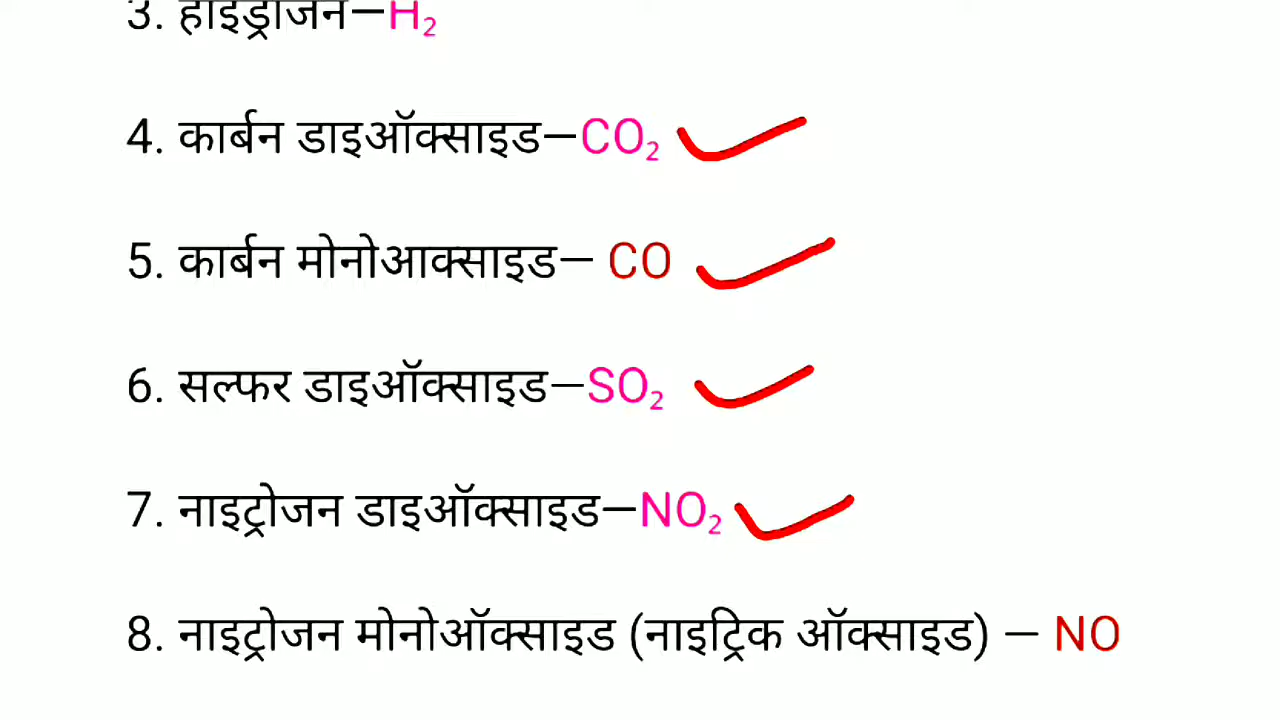 3. हाइड्रोजन–H₂
4. कार्बन डाइऑक्साइड–CO₂
5. कार्बन मोनोआक्साइड– CO
6. सल्फर डाइऑक्साइड–SO₂
7. नाइट्रोजन डाइऑक्साइड–NO₂
8. नाइट्रोजन मोनोऑक्साइड (नाइट्रिक ऑक्साइड) – NO